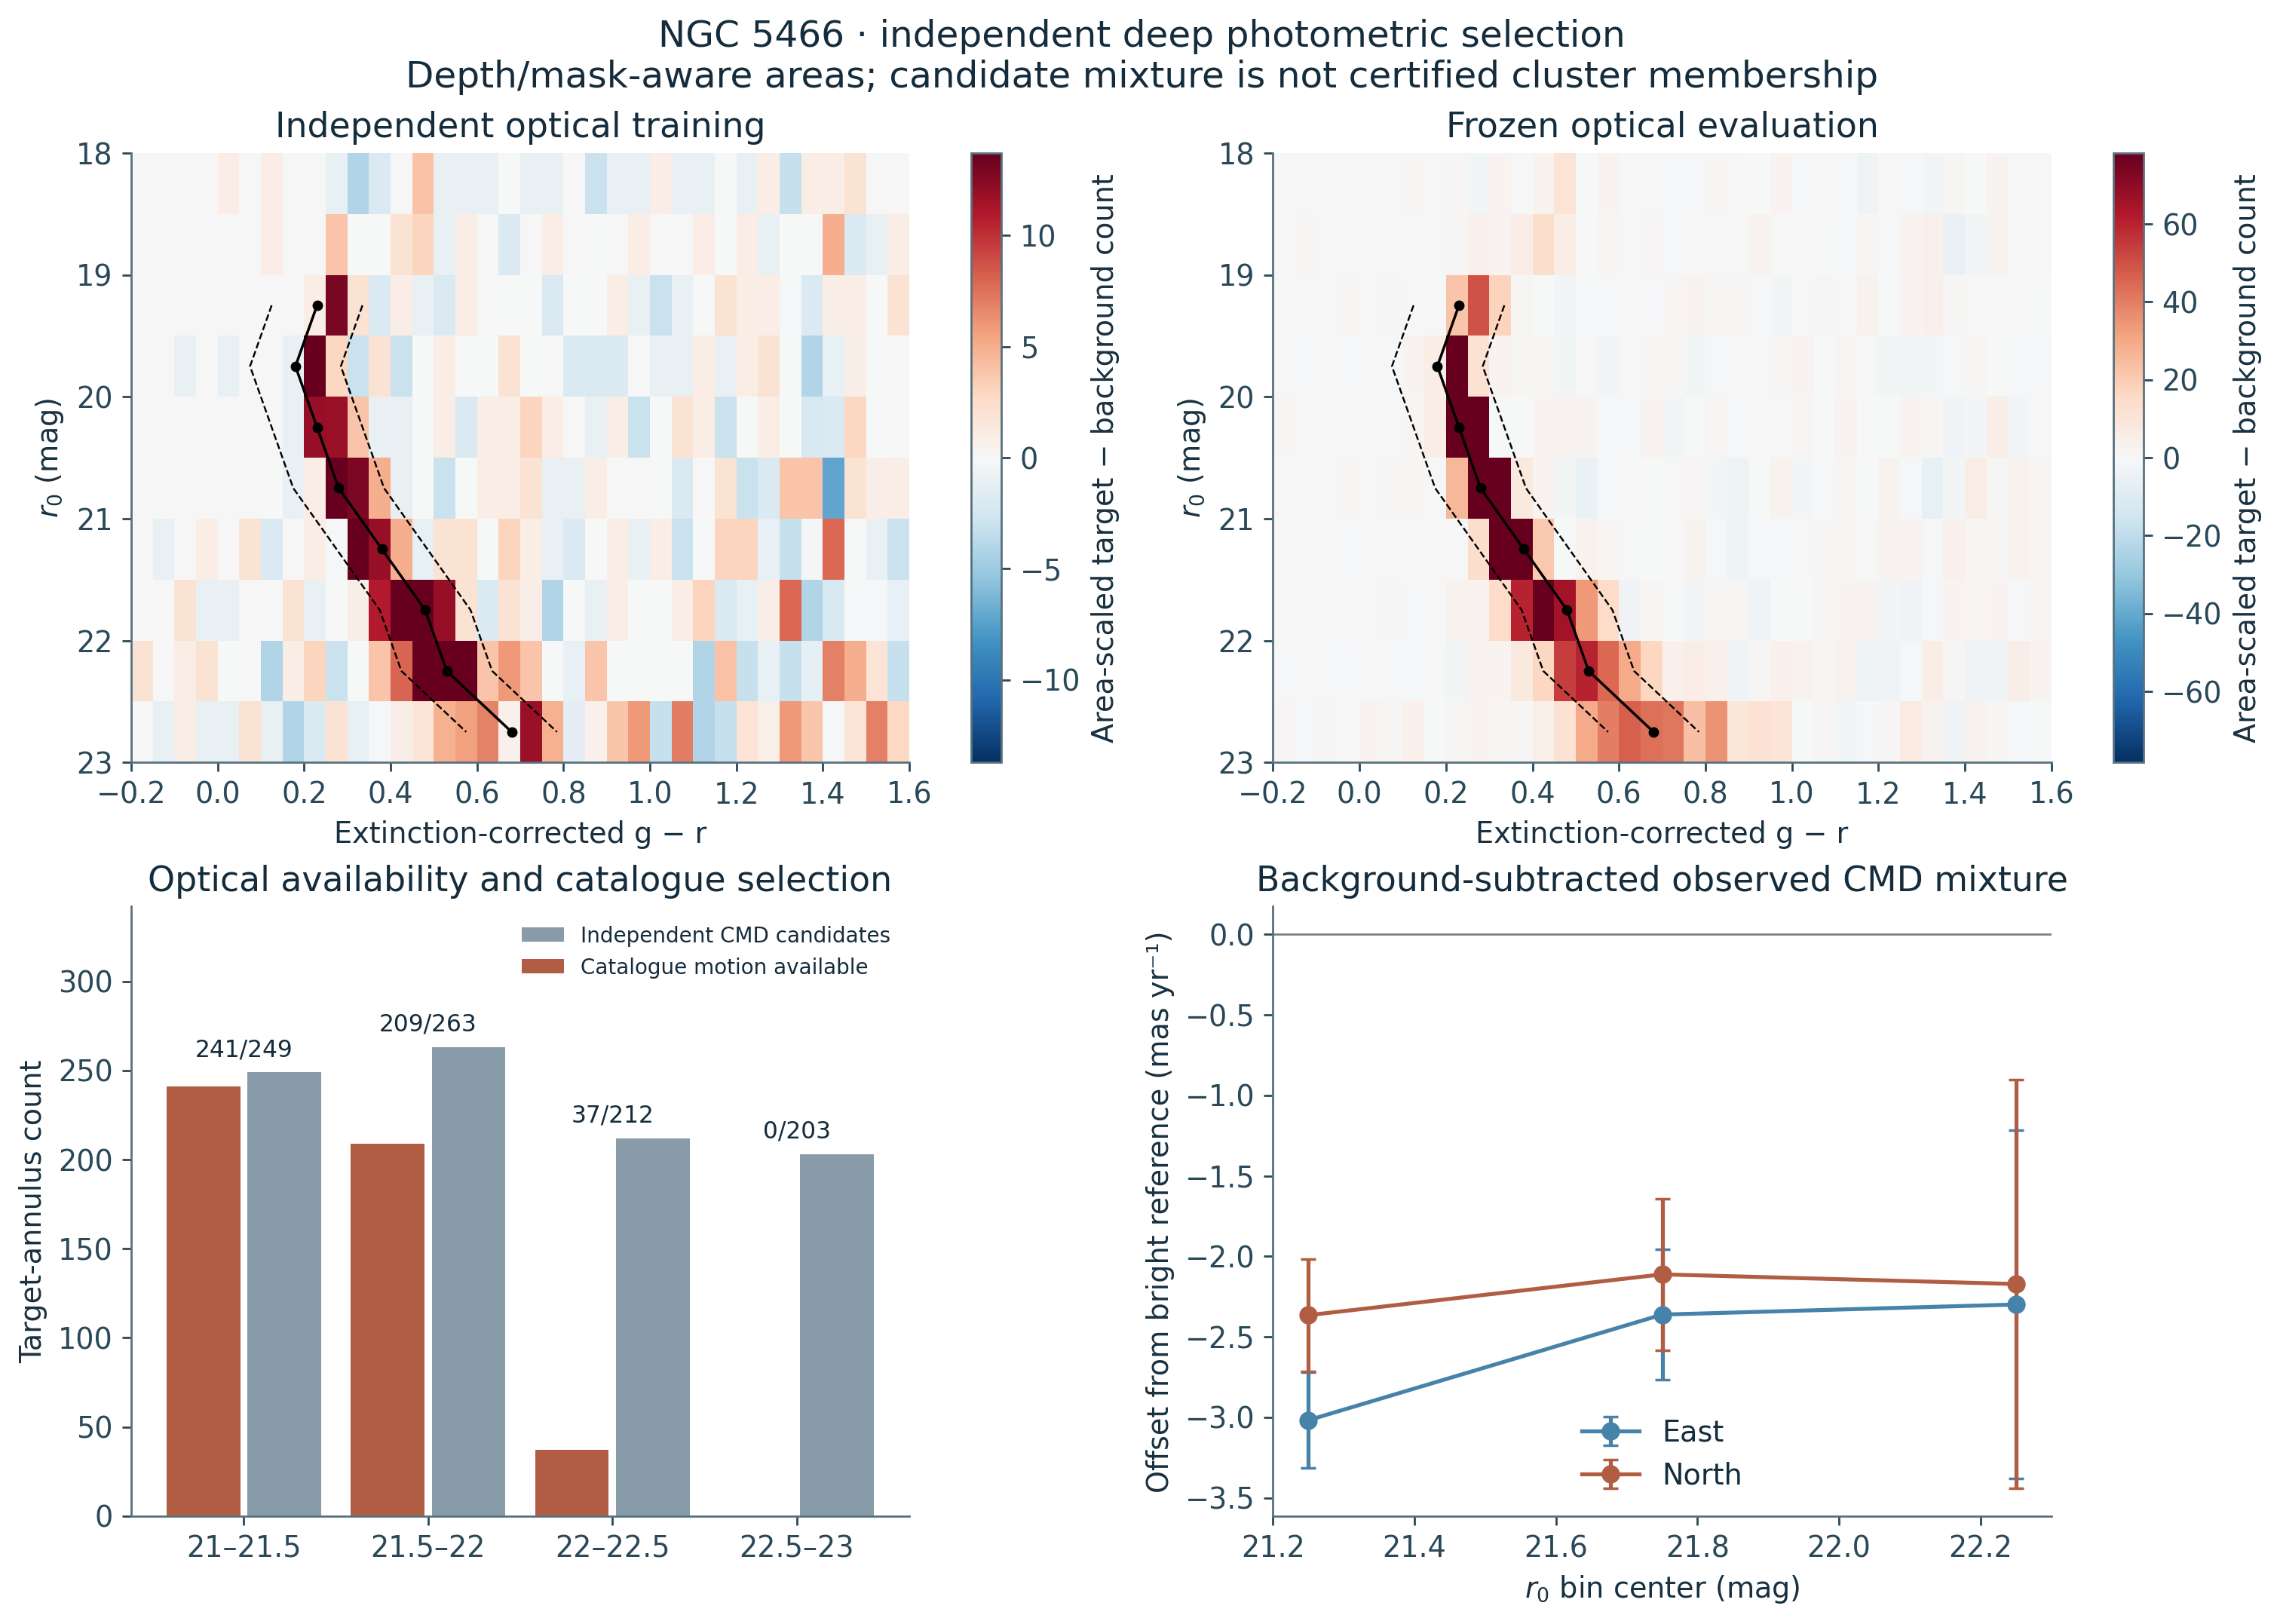 NGC 5466 · independent deep photometric selection
Depth/mask-aware areas; candidate mixture is not certified cluster membership
Independent optical training
18
19
20
21
22
23
r₀ (mag)
−0.2 0.0 0.2 0.4 0.6 0.8 1.0 1.2 1.4 1.6
Extinction-corrected g − r
10
5
0
−5
−10
Area-scaled target − background count
Frozen optical evaluation
18
19
20
21
22
23
r₀ (mag)
−0.2 0.0 0.2 0.4 0.6 0.8 1.0 1.2 1.4 1.6
Extinction-corrected g − r
60
40
20
0
−20
−40
−60
Area-scaled target − background count
Optical availability and catalogue selection
Independent CMD candidates
Catalogue motion available
300
250
200
150
100
50
0
Target-annulus count
241/249
209/263
37/212
0/203
21–21.5 21.5–22 22–22.5 22.5–23
Background-subtracted observed CMD mixture
0.0
−0.5
−1.0
−1.5
−2.0
−2.5
−3.0
−3.5
Offset from bright reference (mas yr⁻¹)
East
North
21.2 21.4 21.6 21.8 22.0 22.2
r₀ bin center (mag)